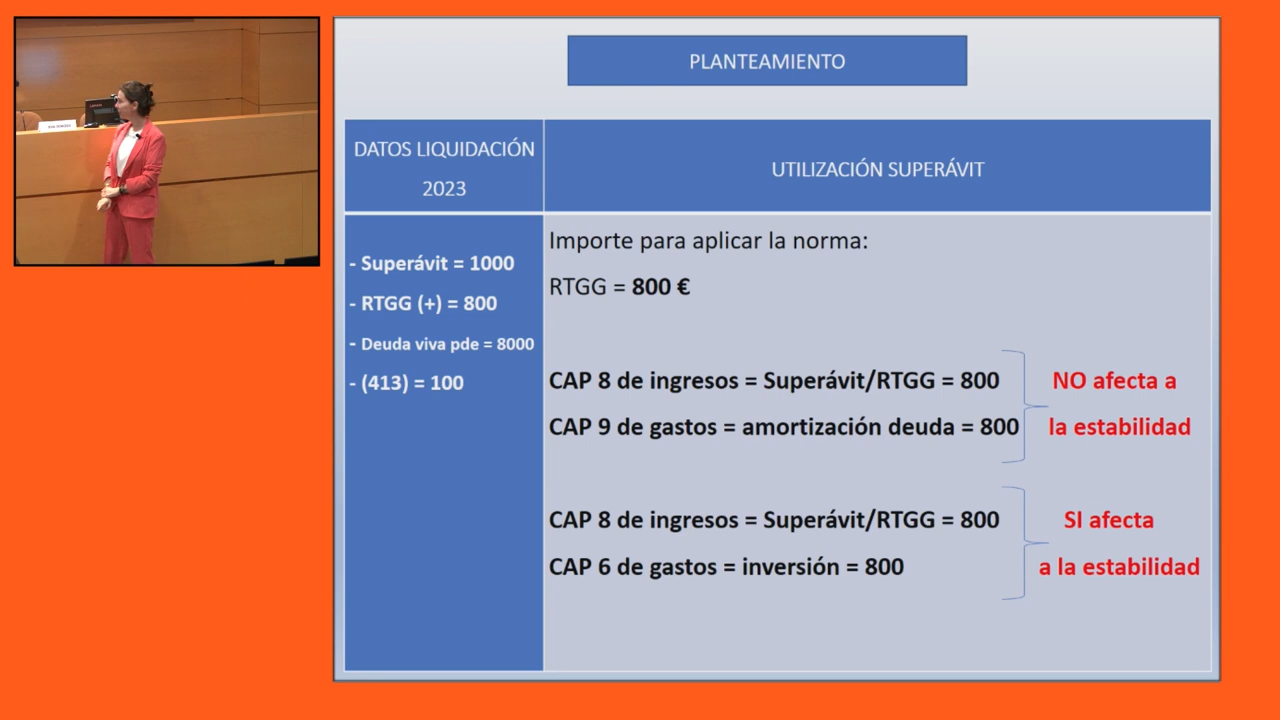 PLANTEAMIENTO
DATOS LIQUIDACIÓN
2023
UTILIZACIÓN SUPERÁVIT
- Superávit = 1000
- RTGG (+) = 800
- Deuda viva pde = 8000
- (413) = 100
Importe para aplicar la norma:
RTGG = 800 €
CAP 8 de ingresos = Superávit/RTGG = 800
CAP 9 de gastos = amortización deuda = 800
NO afecta a
la estabilidad
CAP 8 de ingresos = Superávit/RTGG = 800
CAP 6 de gastos = inversión = 800
SI afecta
a la estabilidad